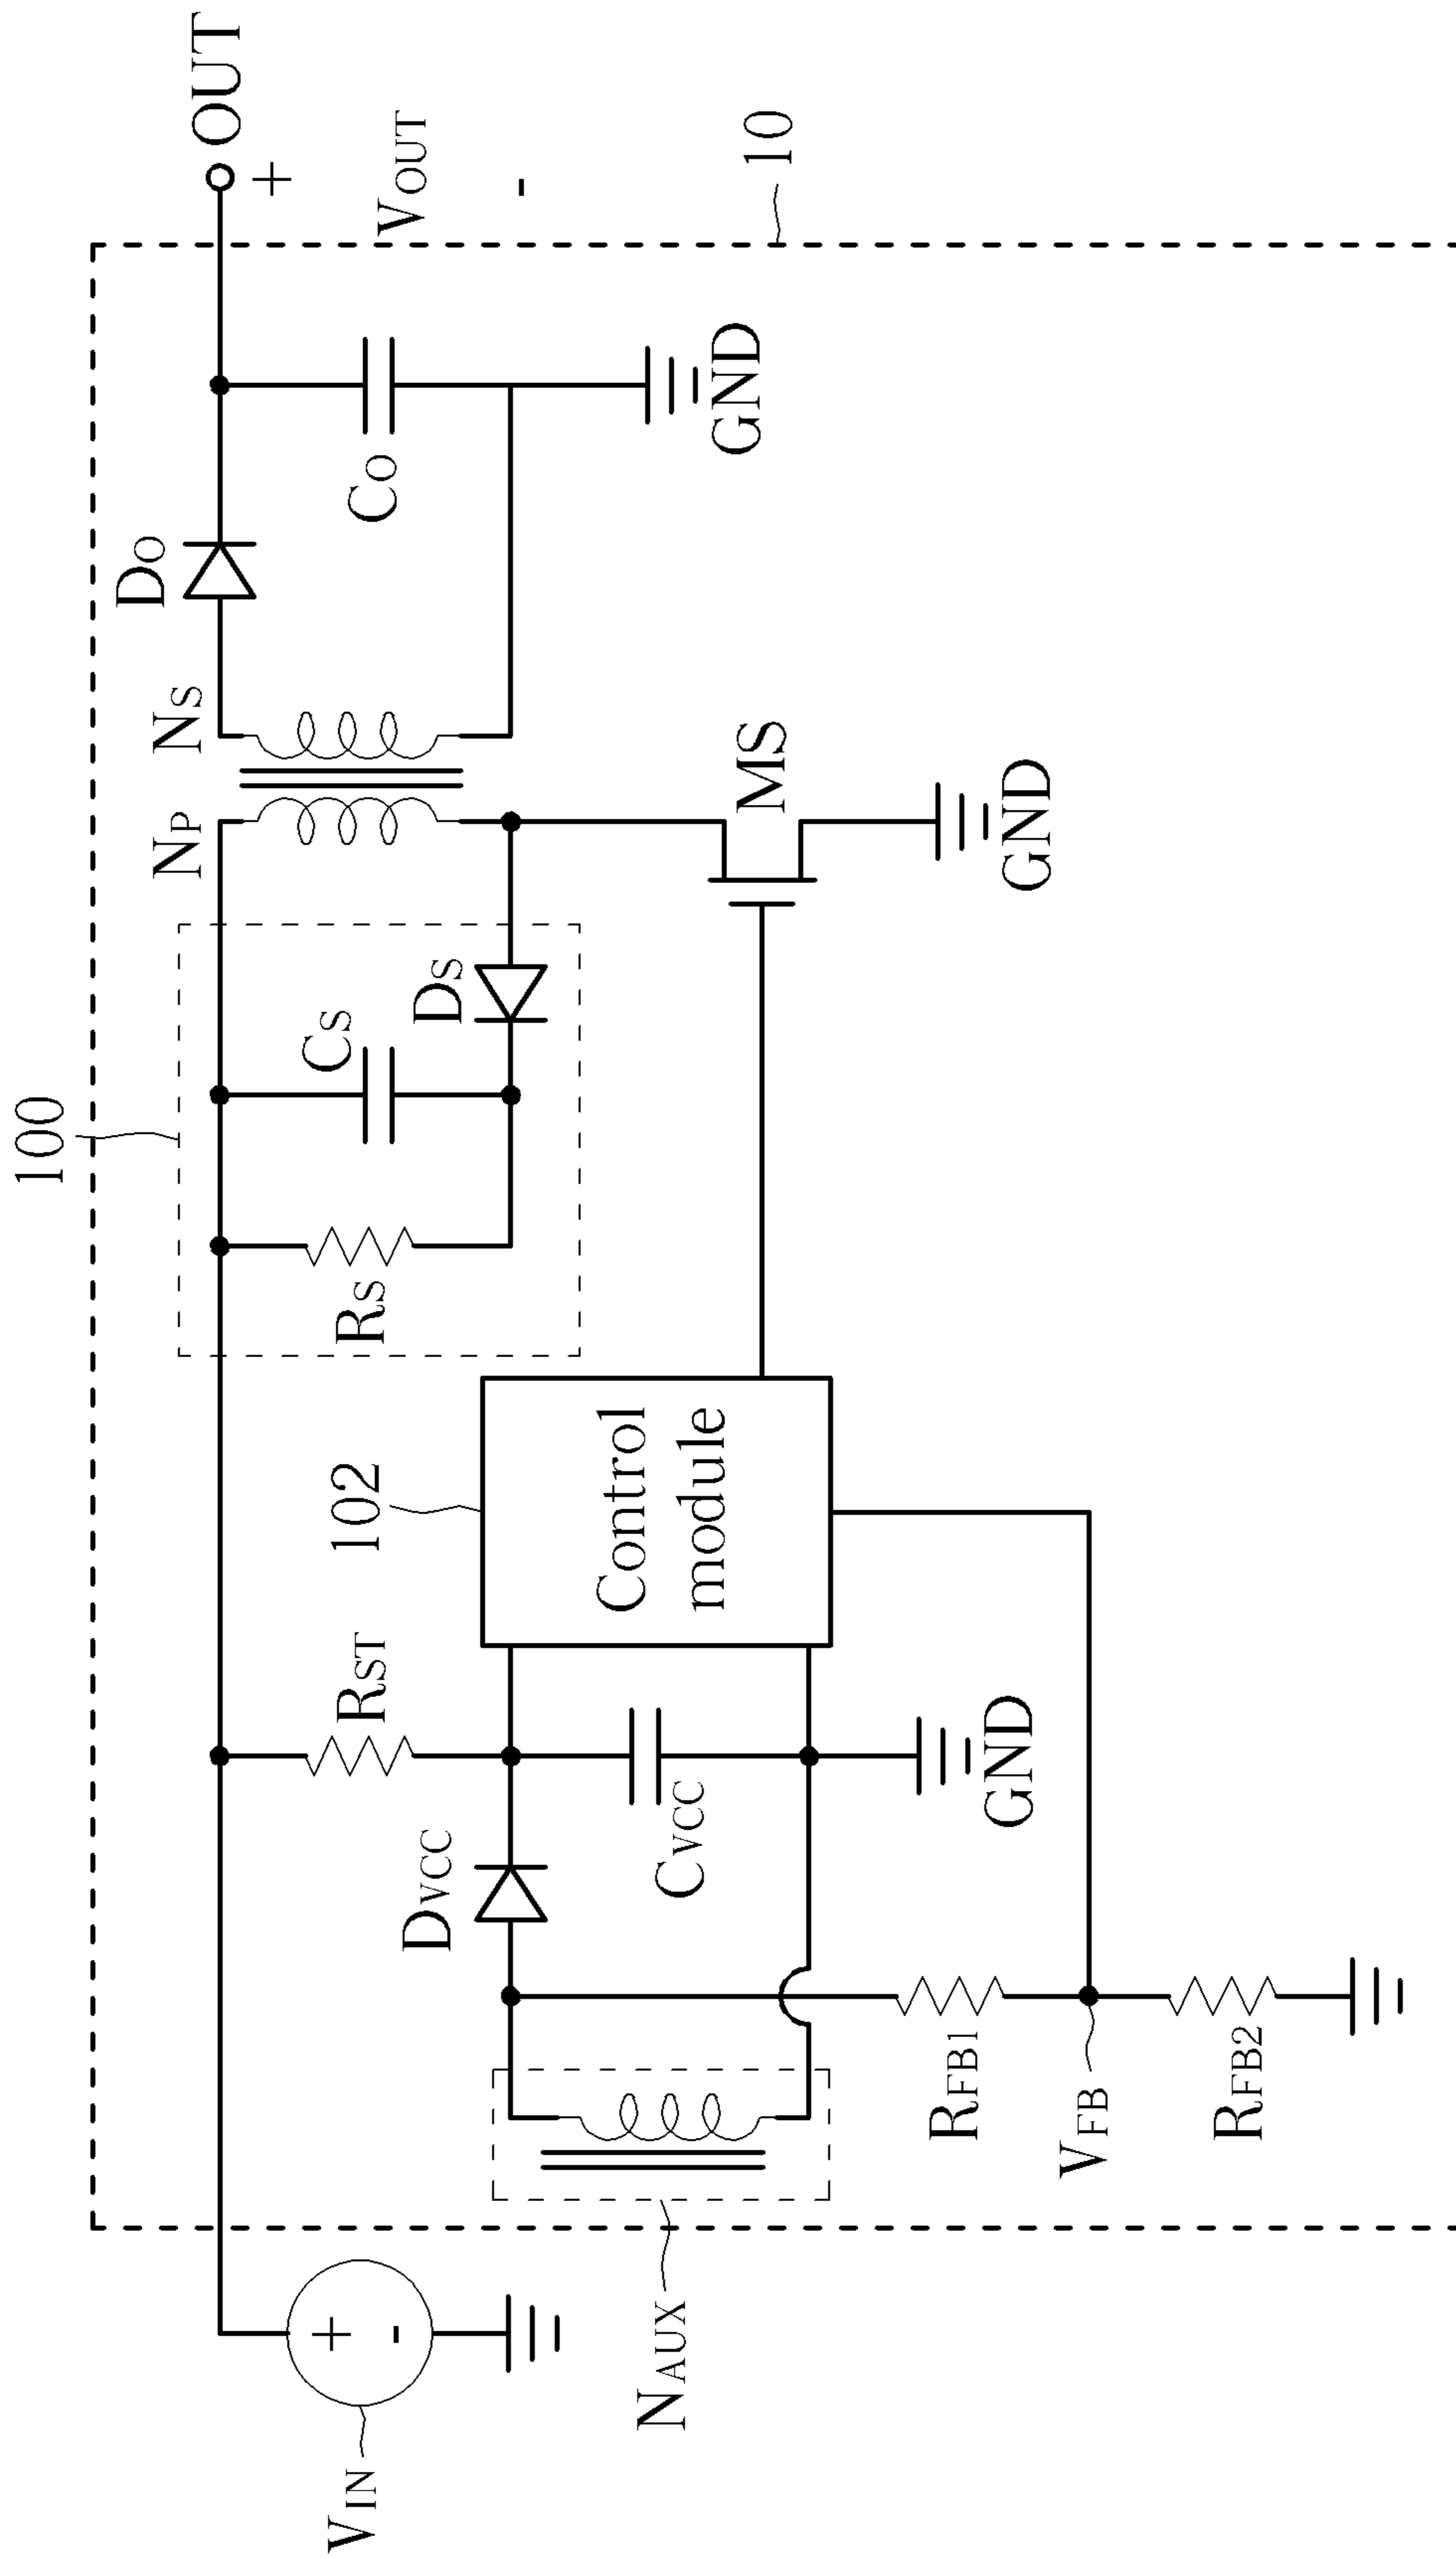 100
10
OUT
+
VOUT
-
NP
NS
DO
CO
GND
RS
CS
DS
MS
GND
102
Control
module
RST
DVCC
CVCC
GND
VIN
+
-
NAUX
RFB1
VFB
RFB2